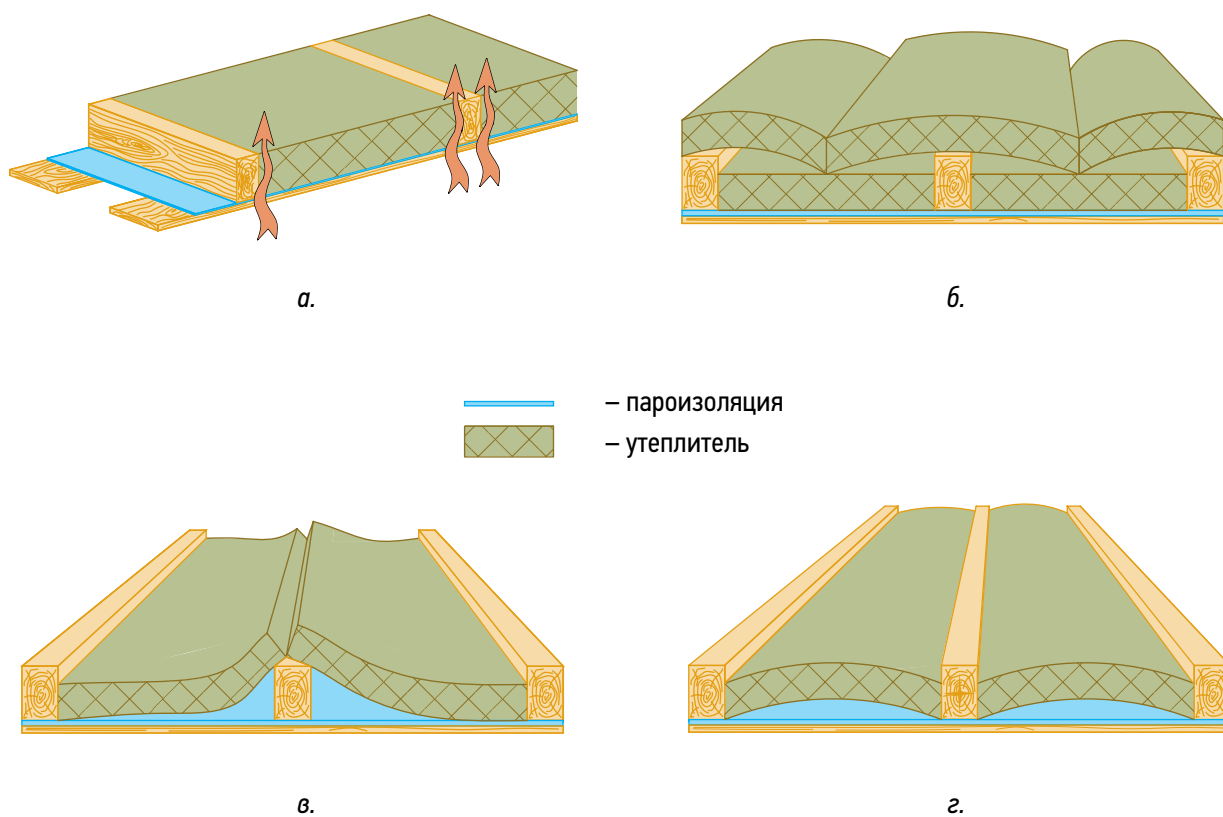 а.
б.
– пароизоляция
– утеплитель
в.
г.